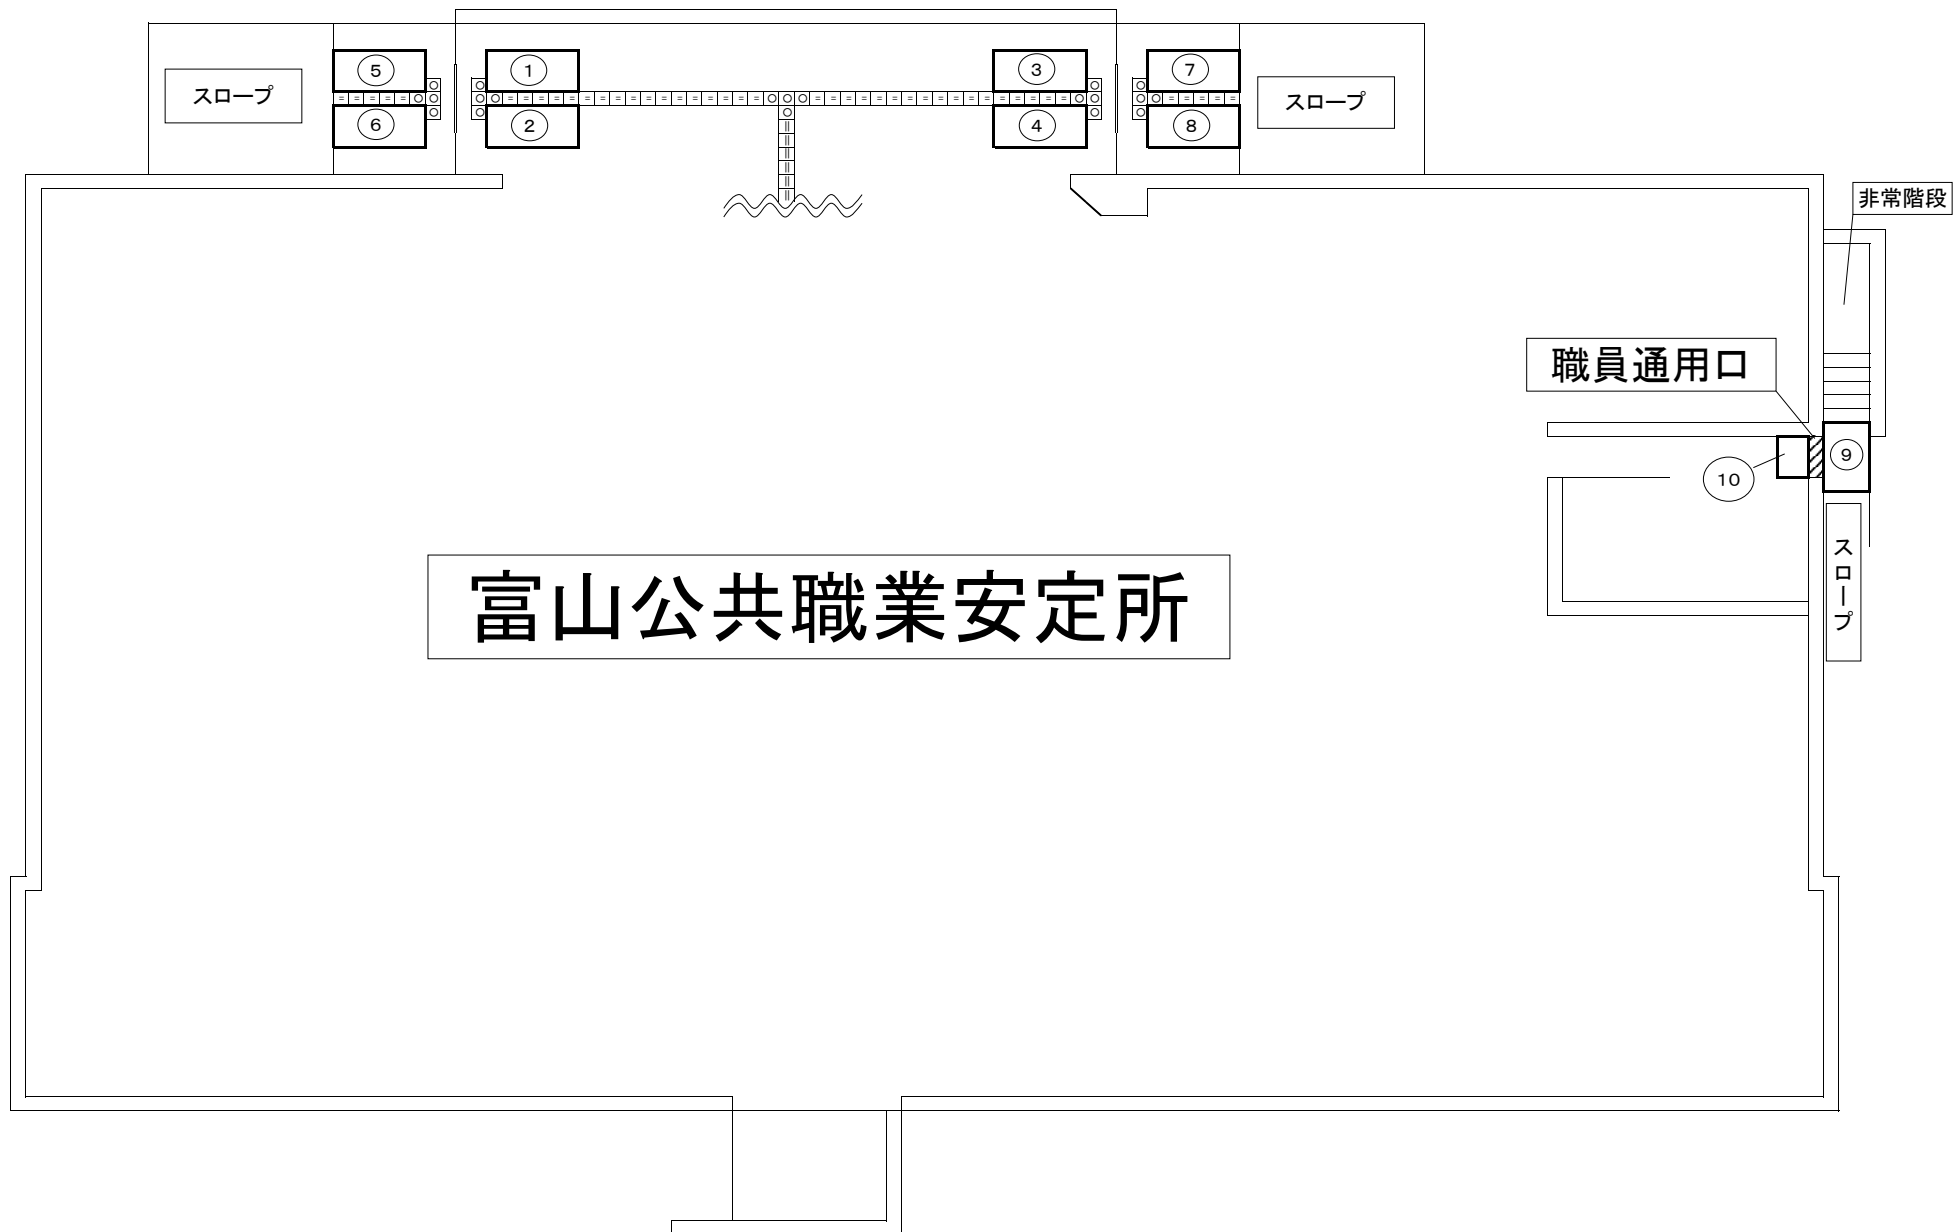 スロープ
⑤
①
③
⑦
スロープ
⑥
②
④
⑧
非常階段
職員通用口
⑨
⑩
スロープ
富山公共職業安定所